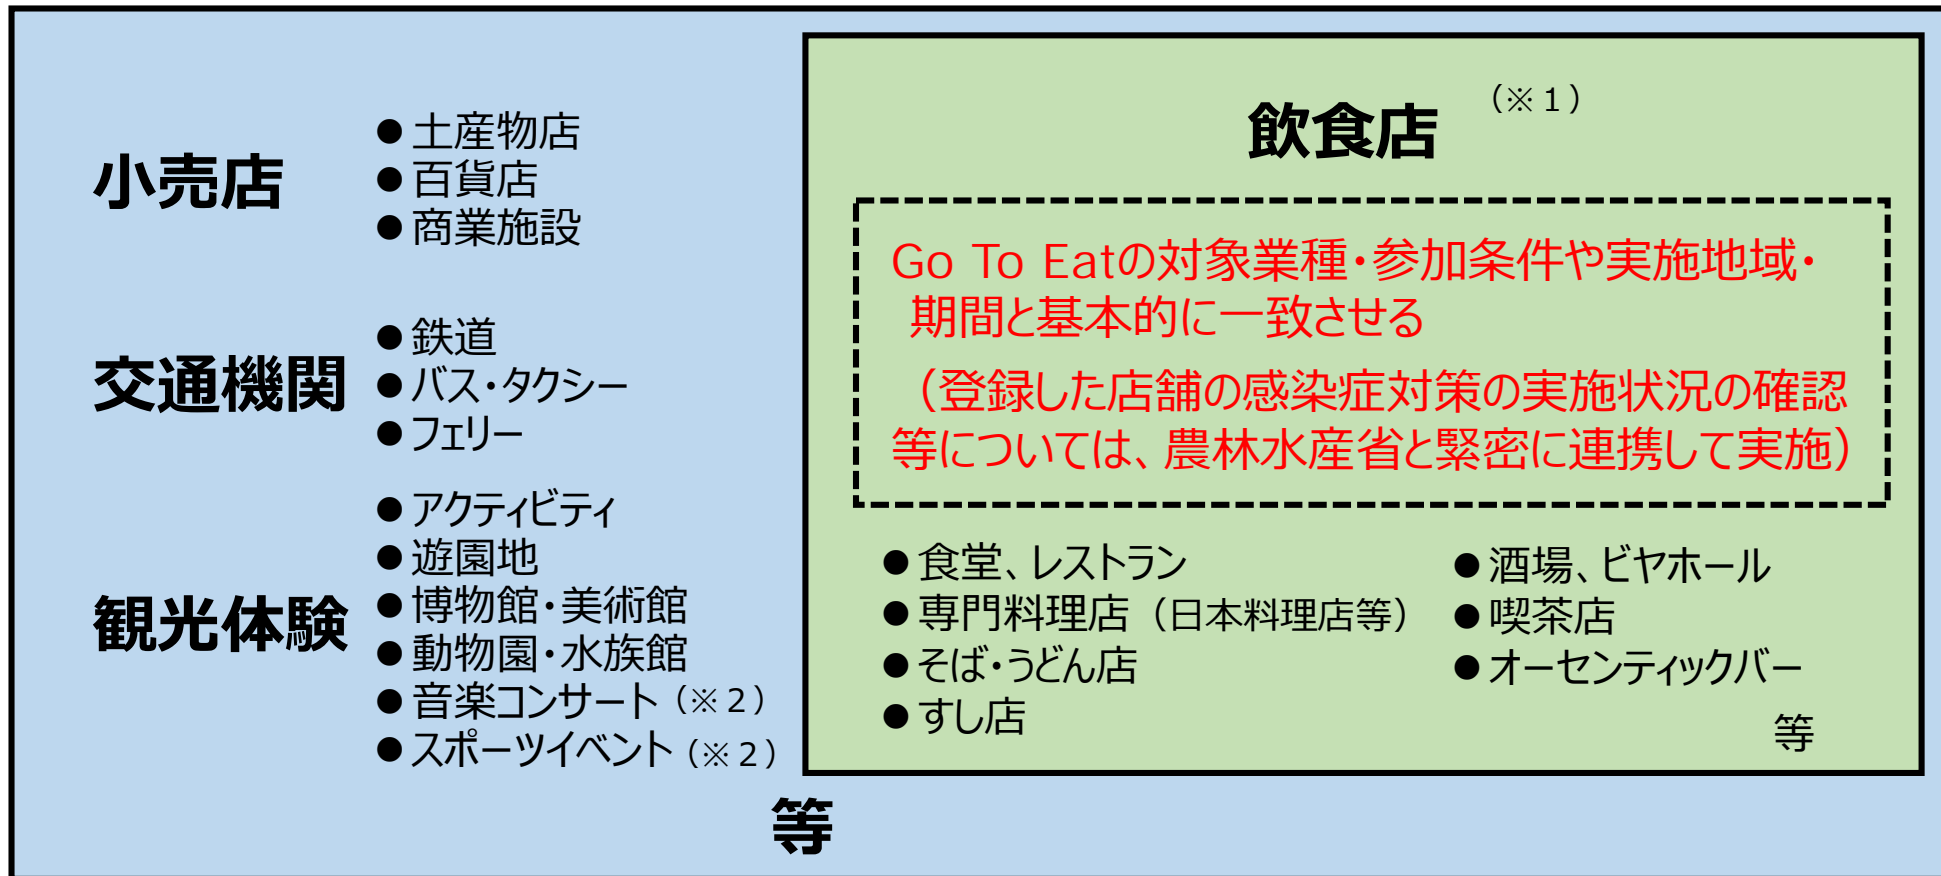 小売店
●土産物店
●百貨店
●商業施設
交通機関
●鉄道
●バス・タクシー
●フェリー
観光体験
●アクティビティ
●遊園地
●博物館・美術館
●動物園・水族館
●音楽コンサート（※２）
●スポーツイベント（※２）
飲食店（※１）
Go To Eatの対象業種・参加条件や実施地域・
期間と基本的に一致させる
（登録した店舗の感染症対策の実施状況の確認
等については、農林水産省と緊密に連携して実施）
●食堂、レストラン
●専門料理店（日本料理店等）
●そば・うどん店
●すし店
●酒場、ビヤホール
●喫茶店
●オーセンティックバー
等
等